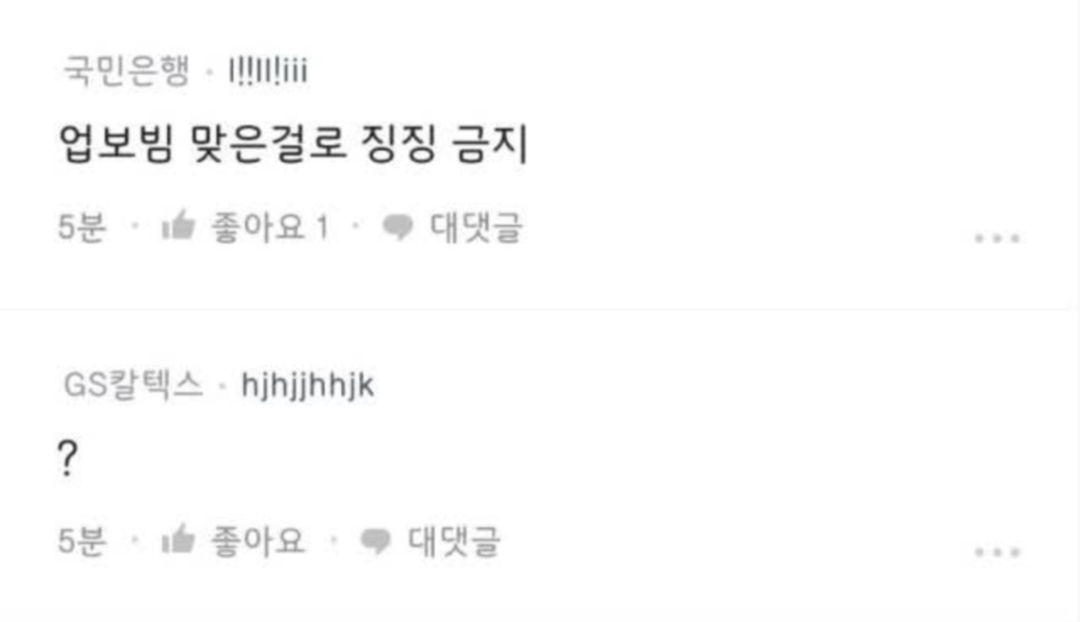 국민은행 · l!!ll!iii
업보빔 맞은걸로 징징 금지
5분 · 좋아요 1 · 대댓글
GS칼텍스 · hjhjjhhjk
?
5분 · 좋아요 · 대댓글